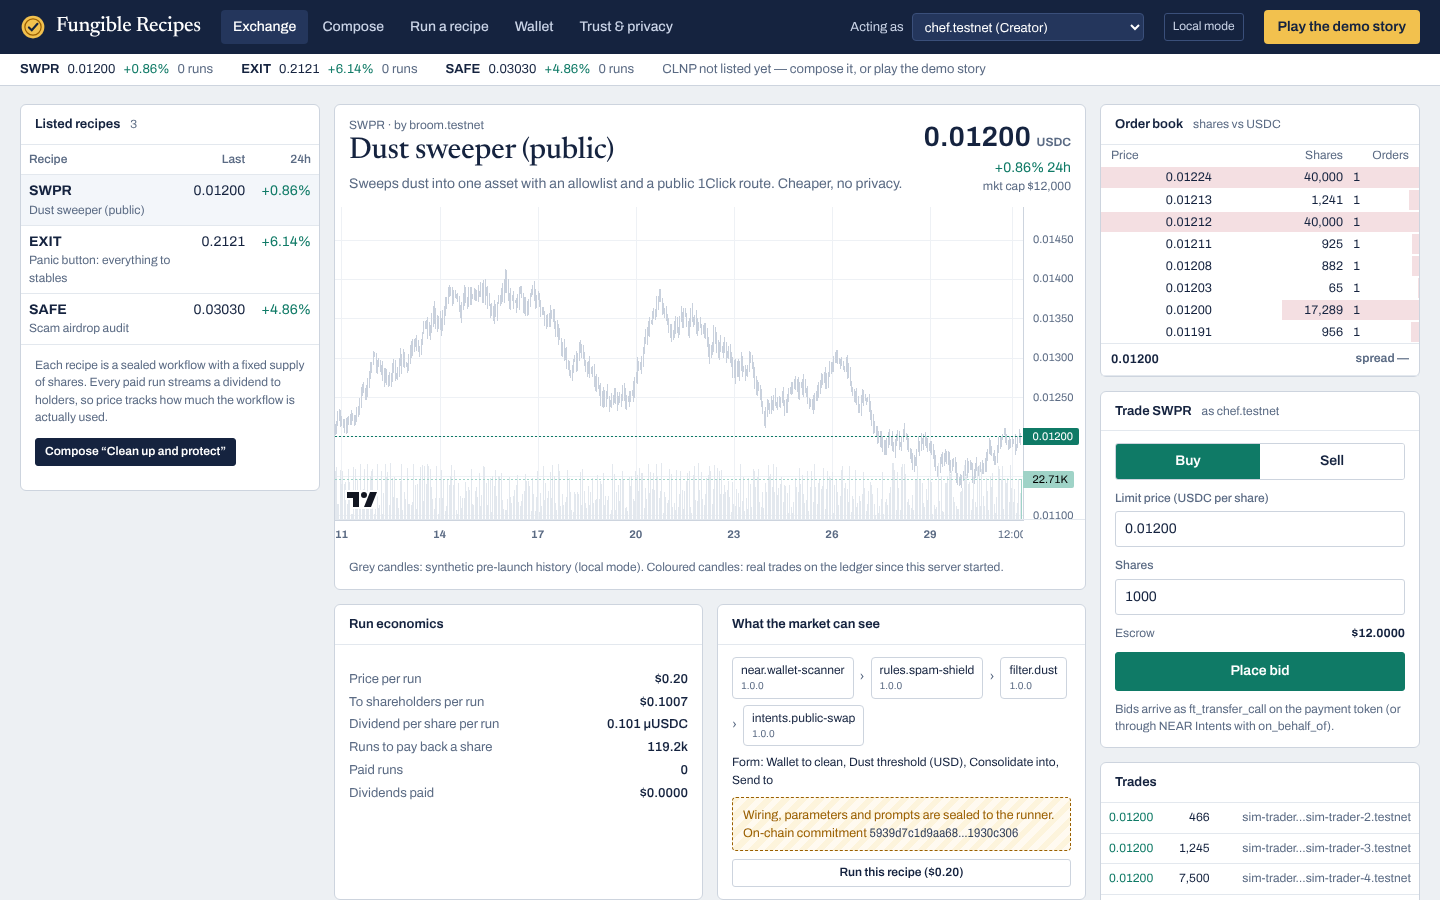 Fungible Recipes
Exchange Compose Run a recipe Wallet Trust & privacy
Acting as chef.testnet (Creator) Local mode Play the demo story
SWPR 0.01200 +0.86% 0 runs EXIT 0.2121 +6.14% 0 runs SAFE 0.03030 +4.86% 0 runs CLNP not listed yet — compose it, or play the demo story
Listed recipes 3
Recipe Last 24h
SWPR 0.01200 +0.86%
Dust sweeper (public)
EXIT 0.2121 +6.14%
Panic button: everything to
stables
SAFE 0.03030 +4.86%
Scam airdrop audit
Each recipe is a sealed workflow with a fixed supply
of shares. Every paid run streams a dividend to
holders, so price tracks how much the workflow is
actually used.
Compose “Clean up and protect”
SWPR · by broom.testnet
Dust sweeper (public)
Sweeps dust into one asset with an allowlist and a public 1Click route. Cheaper, no privacy.
0.01200 USDC
+0.86% 24h
mkt cap $12,000
0.01450
0.01400
0.01350
0.01300
0.01250
0.01200
22.71K
0.01100
11 14 17 20 23 26 29 12:00
Grey candles: synthetic pre-launch history (local mode). Coloured candles: real trades on the ledger since this server started.
Run economics
Price per run $0.20
To shareholders per run $0.1007
Dividend per share per run 0.101 µUSDC
Runs to pay back a share 119.2k
Paid runs 0
Dividends paid $0.0000
What the market can see
near.wallet-scanner › rules.spam-shield › filter.dust
1.0.0 1.0.0 1.0.0
› intents.public-swap
1.0.0
Form: Wallet to clean, Dust threshold (USD), Consolidate into,
Send to
Wiring, parameters and prompts are sealed to the runner.
On-chain commitment 5939d7c1d9aa68…1930c306
Run this recipe ($0.20)
Order book shares vs USDC
Price Shares Orders
0.01224 40,000 1
0.01213 1,241 1
0.01212 40,000 1
0.01211 925 1
0.01208 882 1
0.01203 65 1
0.01200 17,289 1
0.01191 956 1
0.01200 spread —
Trade SWPR as chef.testnet
Buy Sell
Limit price (USDC per share)
0.01200
Shares
1000
Escrow $12.0000
Place bid
Bids arrive as ft_transfer_call on the payment token (or
through NEAR Intents with on_behalf_of).
Trades
0.01200 466 sim-trader…sim-trader-2.testnet
0.01200 1,245 sim-trader…sim-trader-3.testnet
0.01200 7,500 sim-trader…sim-trader-4.testnet